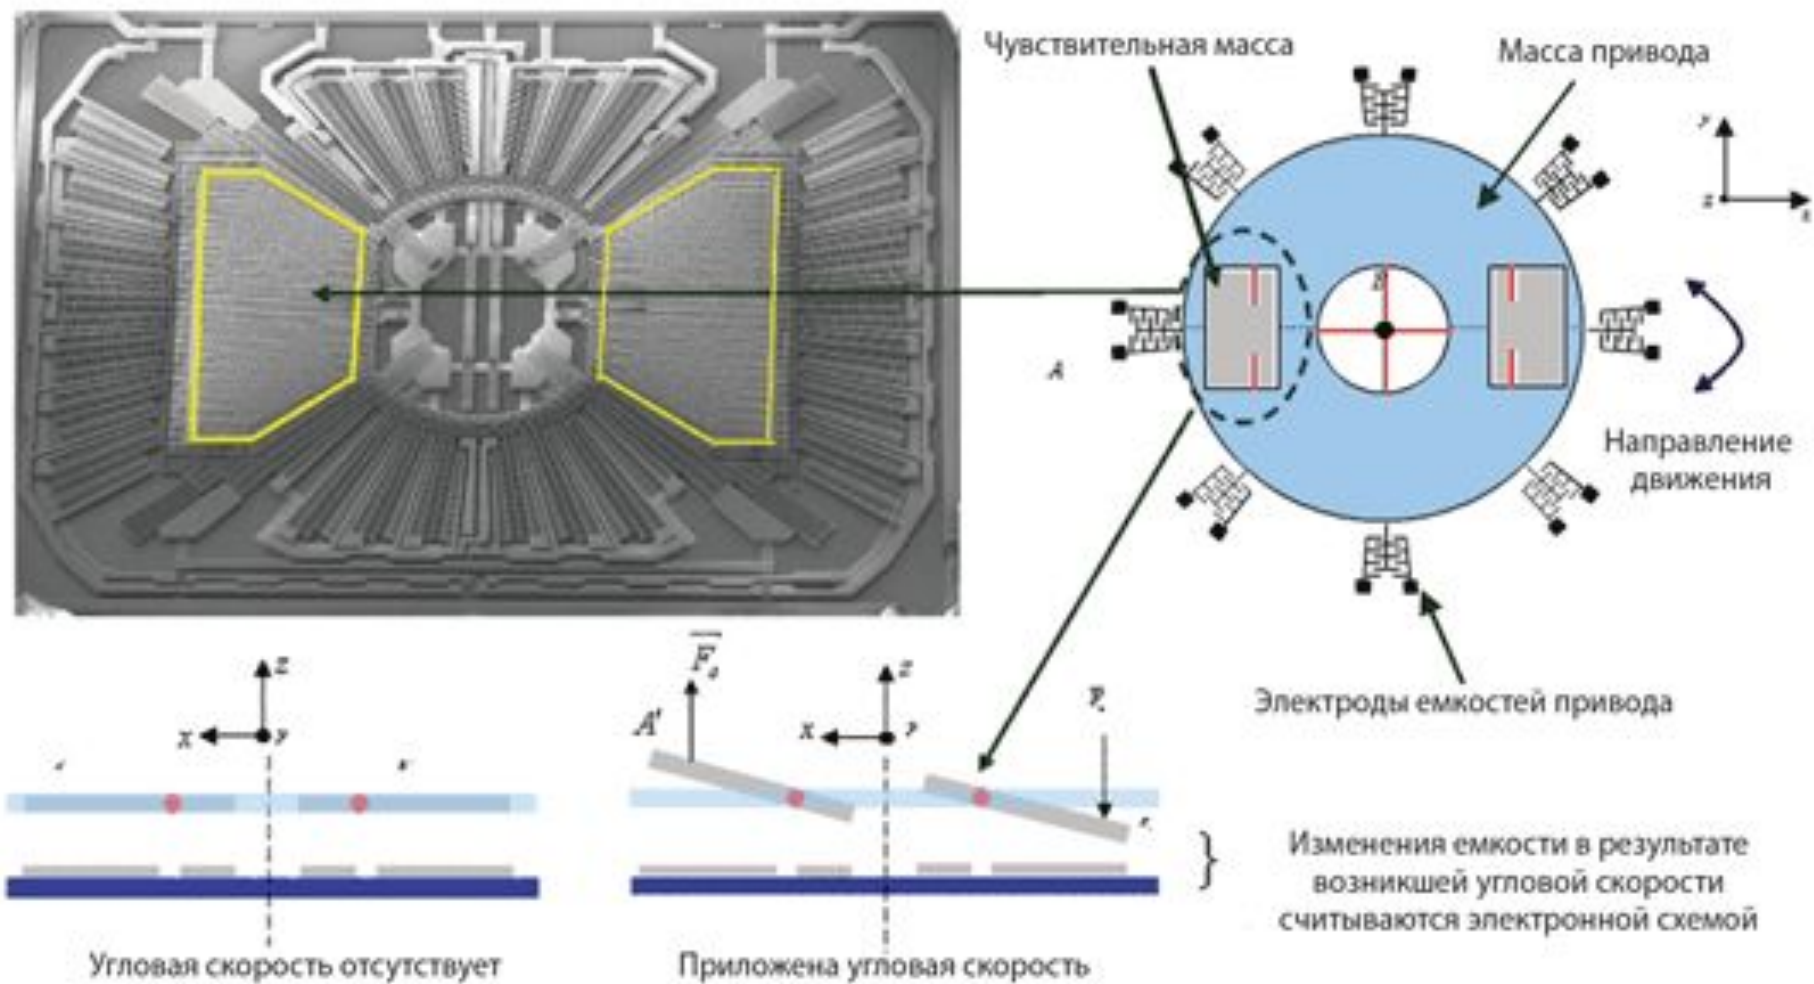 Чувствительная масса
Масса привода
y
z
x
A
Направление
движения
Электроды емкостей привода
z
x
y
F
A'
z
x
y
Изменения емкости в результате
возникшей угловой скорости
считываются электронной схемой
Угловая скорость отсутствует
Приложена угловая скорость